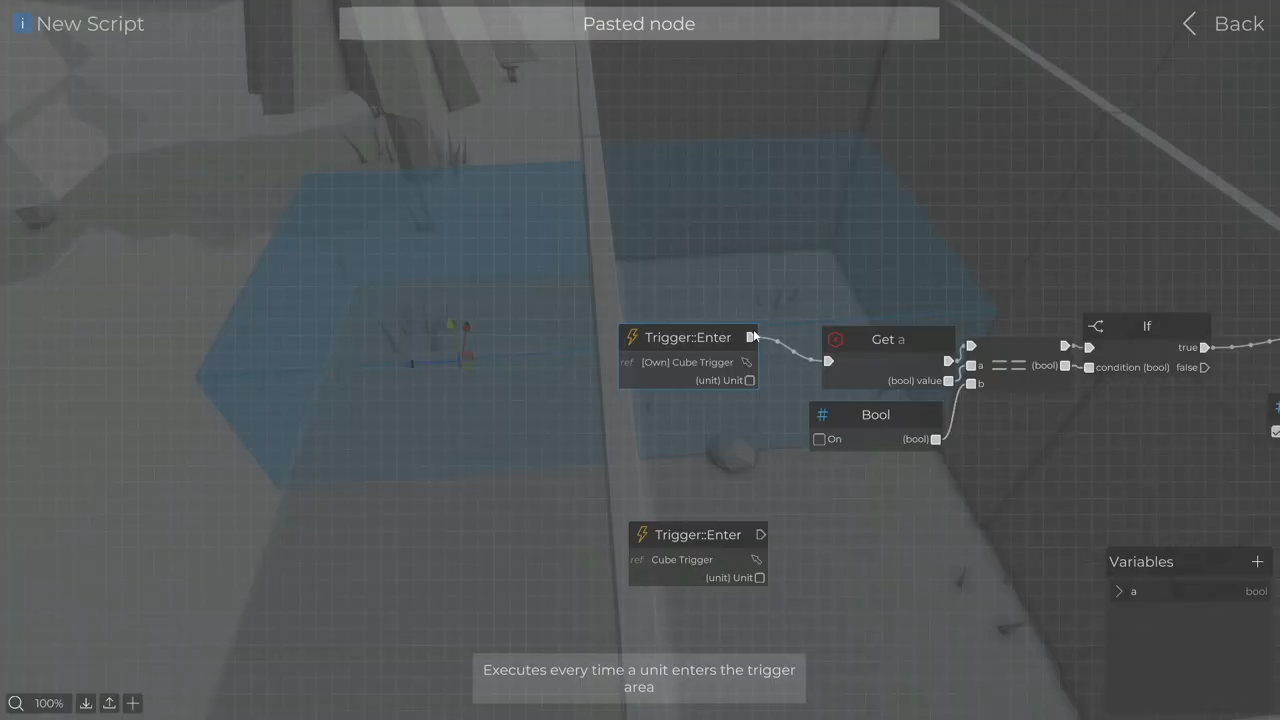 i New Script
Pasted node
Back
Trigger::Enter
ref [Own] Cube Trigger
(unit) Unit
Get a
(bool) value
# Bool
On (bool)
a
b
== (bool)
If
true
condition (bool) false
Trigger::Enter
ref Cube Trigger
(unit) Unit
Variables +
a bool
Executes every time a unit enters the trigger
area
100%